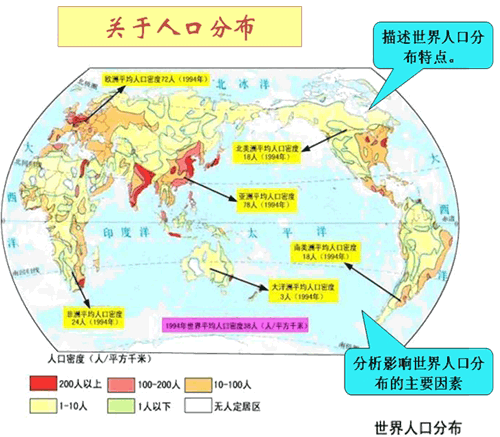 关于人口分布
描述世界人口分
布特点。
欧洲平均人口密度72人(1994年)
北冰洋
北美洲平均人口密度
18人(1994年)
亚洲平均人口密度
78人(1994年)
大
西
洋
大
西
洋
印度洋
太平洋
南美洲平均人口密度
18人(1994年)
大洋洲平均人口密度
3人(1994年)
非洲平均人口密度
24人(1994年)
1994年世界平均人口密度38人(人/平方千米)
分析影响世界人口分
布的主要因素
人口密度(人/平方千米)
200人以上
100-200人
10-100人
1-10人
1人以下
无人定居区
世界人口分布